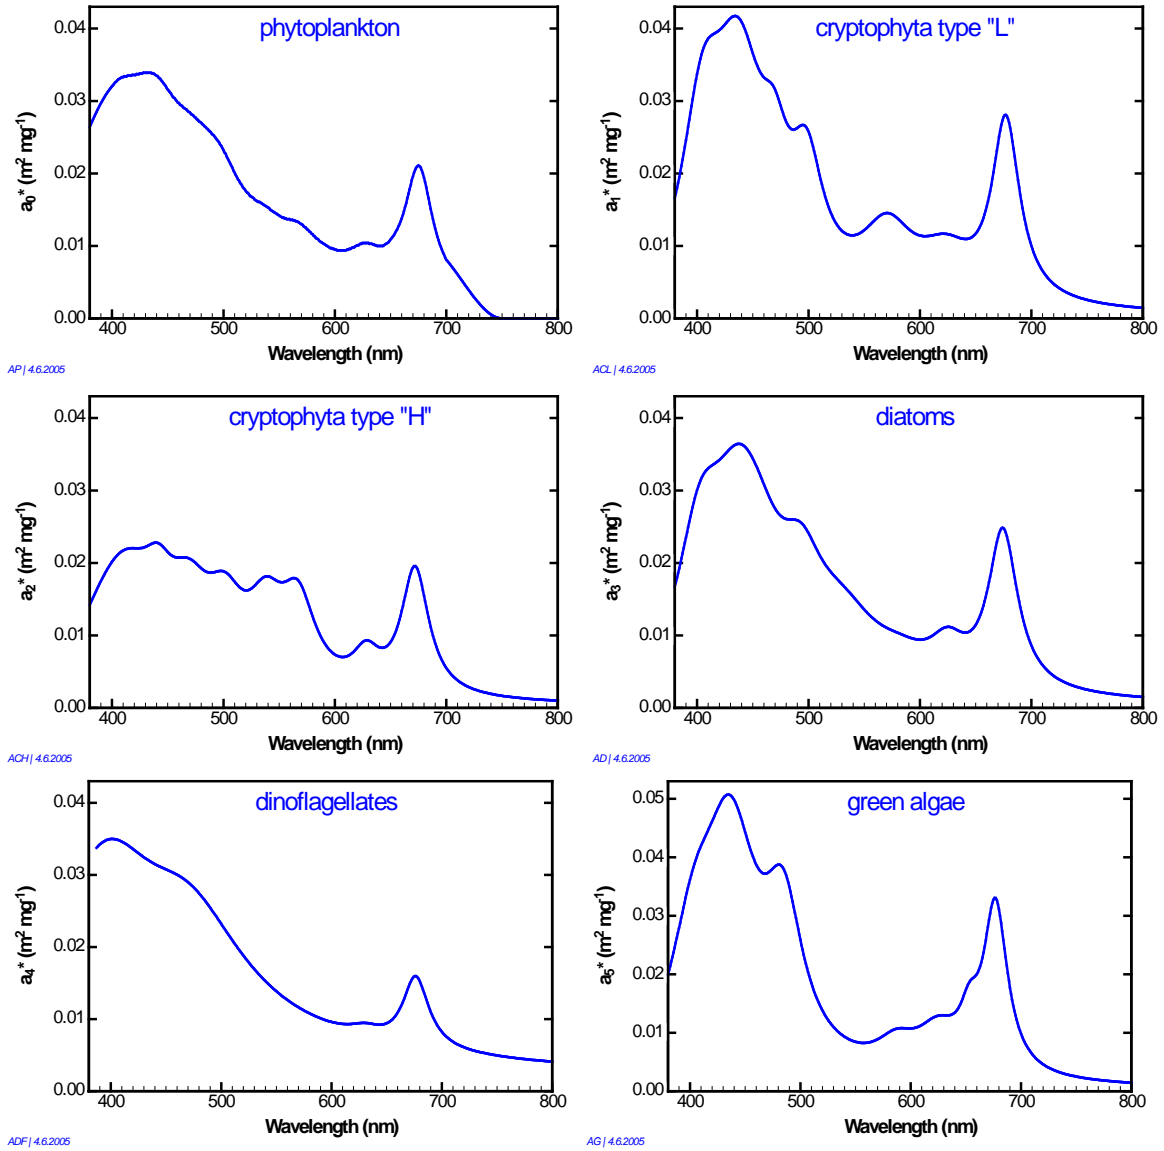 phytoplankton
a₀* (m² mg⁻¹)
0.04
0.03
0.02
0.01
0.00
400 500 600 700 800
Wavelength (nm)
AP | 4.6.2005
cryptophyta type "L"
a₁* (m² mg⁻¹)
0.04
0.03
0.02
0.01
0.00
400 500 600 700 800
Wavelength (nm)
ACL | 4.6.2005
cryptophyta type "H"
a₂* (m² mg⁻¹)
0.04
0.03
0.02
0.01
0.00
400 500 600 700 800
Wavelength (nm)
ACH | 4.6.2005
diatoms
a₃* (m² mg⁻¹)
0.04
0.03
0.02
0.01
0.00
400 500 600 700 800
Wavelength (nm)
AD | 4.6.2005
dinoflagellates
a₄* (m² mg⁻¹)
0.04
0.03
0.02
0.01
0.00
400 500 600 700 800
Wavelength (nm)
ADF | 4.6.2005
green algae
a₅* (m² mg⁻¹)
0.05
0.04
0.03
0.02
0.01
0.00
400 500 600 700 800
Wavelength (nm)
AG | 4.6.2005